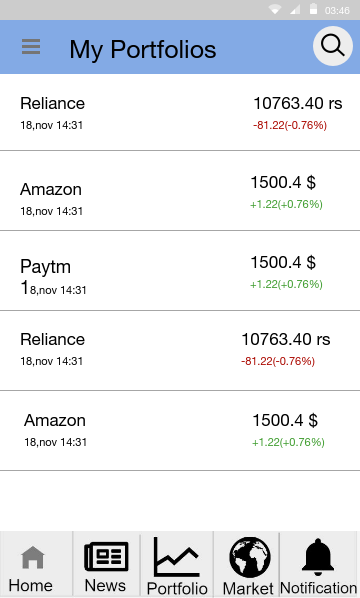 03:46
My Portfolios
Reliance 10763.40 rs
18,nov 14:31 -81.22(-0.76%)
Amazon 1500.4 $
18,nov 14:31 +1.22(+0.76%)
Paytm 1500.4 $
18,nov 14:31 +1.22(+0.76%)
Reliance 10763.40 rs
18,nov 14:31 -81.22(-0.76%)
Amazon 1500.4 $
18,nov 14:31 +1.22(+0.76%)
Home News Portfolio Market Notification